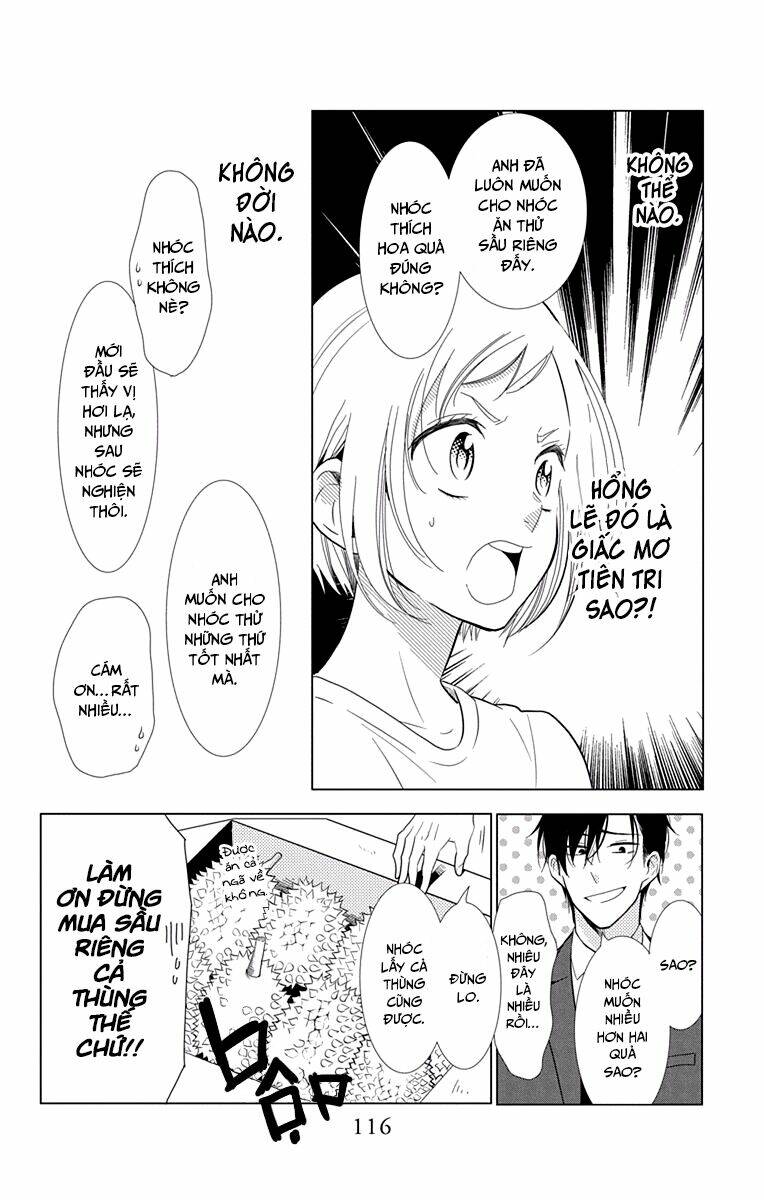 KHÔNG
THỂ
NÀO.
ANH ĐÃ
LUÔN MUỐN
CHO NHÓC
ĂN THỬ
SẦU RIÊNG
ĐẤY.
NHÓC
THÍCH
HOA QUẢ
ĐÚNG
KHÔNG?
HỔNG
LẼ ĐÓ LÀ
GIẤC MƠ
TIÊN TRI
SAO?!
KHÔNG
ĐỜI
NÀO.
NHÓC
THÍCH
KHÔNG
NÈ?
MỚI
ĐẦU SẼ
THẤY VỊ
HƠI LẠ,
NHƯNG
SAU
NHÓC SẼ
NGHIỆN
THÔI.
ANH
MUỐN CHO
NHÓC THỬ
NHỮNG THỨ
TỐT NHẤT
MÀ.
CÁM
ƠN...RẤT
NHIỀU...
SAO?
NHÓC
MUỐN
NHIỀU
HƠN HAI
QUẢ
SAO?
KHÔNG,
NHIÊU
ĐÂY
LÀ
NHIỀU
RỒI...
ĐỪNG
LO.
NHÓC
LẤY CẢ
THÙNG
CŨNG
ĐƯỢC.
Được
ăn cả
ngã về
không.
BỘP
LÀM
ƠN ĐỪNG
MUA SẦU
RIÊNG
CẢ
THÙNG
THẾ
CHỨ!!
116